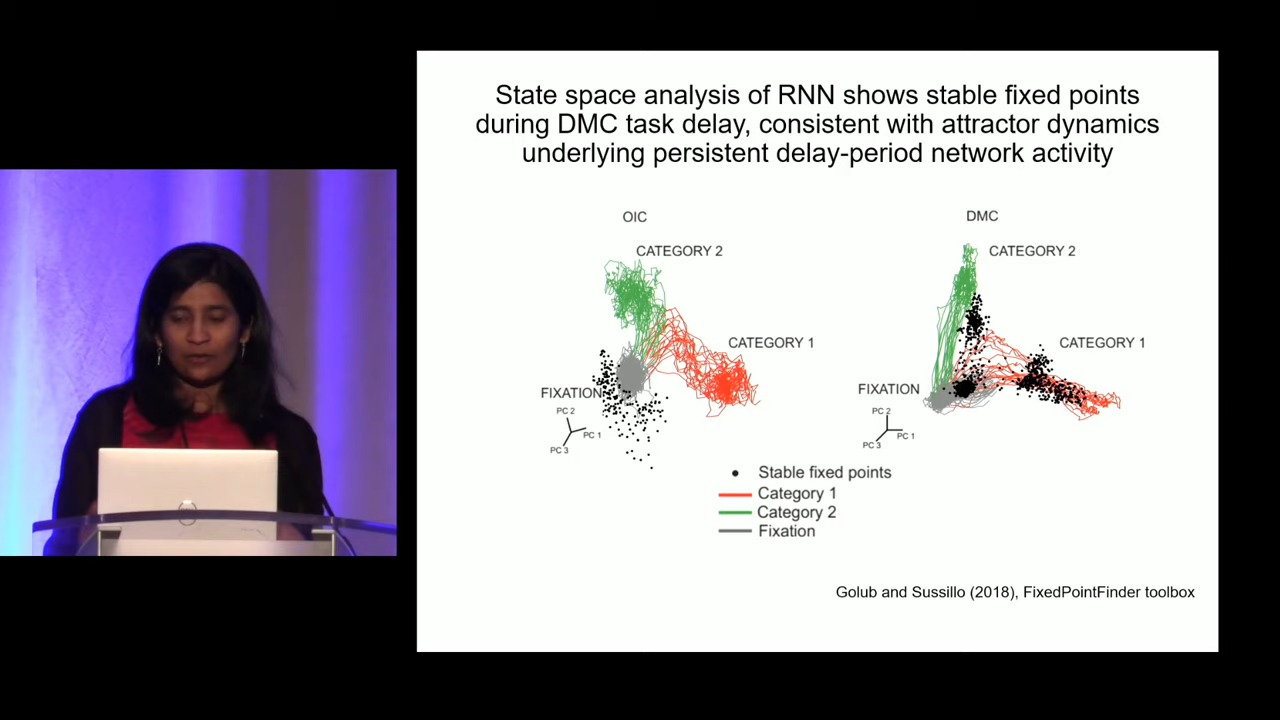 State space analysis of RNN shows stable fixed points
during DMC task delay, consistent with attractor dynamics
underlying persistent delay-period network activity
OIC
CATEGORY 2
CATEGORY 1
FIXATION
PC 2
PC 1
PC 3
DMC
CATEGORY 2
CATEGORY 1
FIXATION
PC 2
PC 1
PC 3
Stable fixed points
Category 1
Category 2
Fixation
Golub and Sussillo (2018), FixedPointFinder toolbox